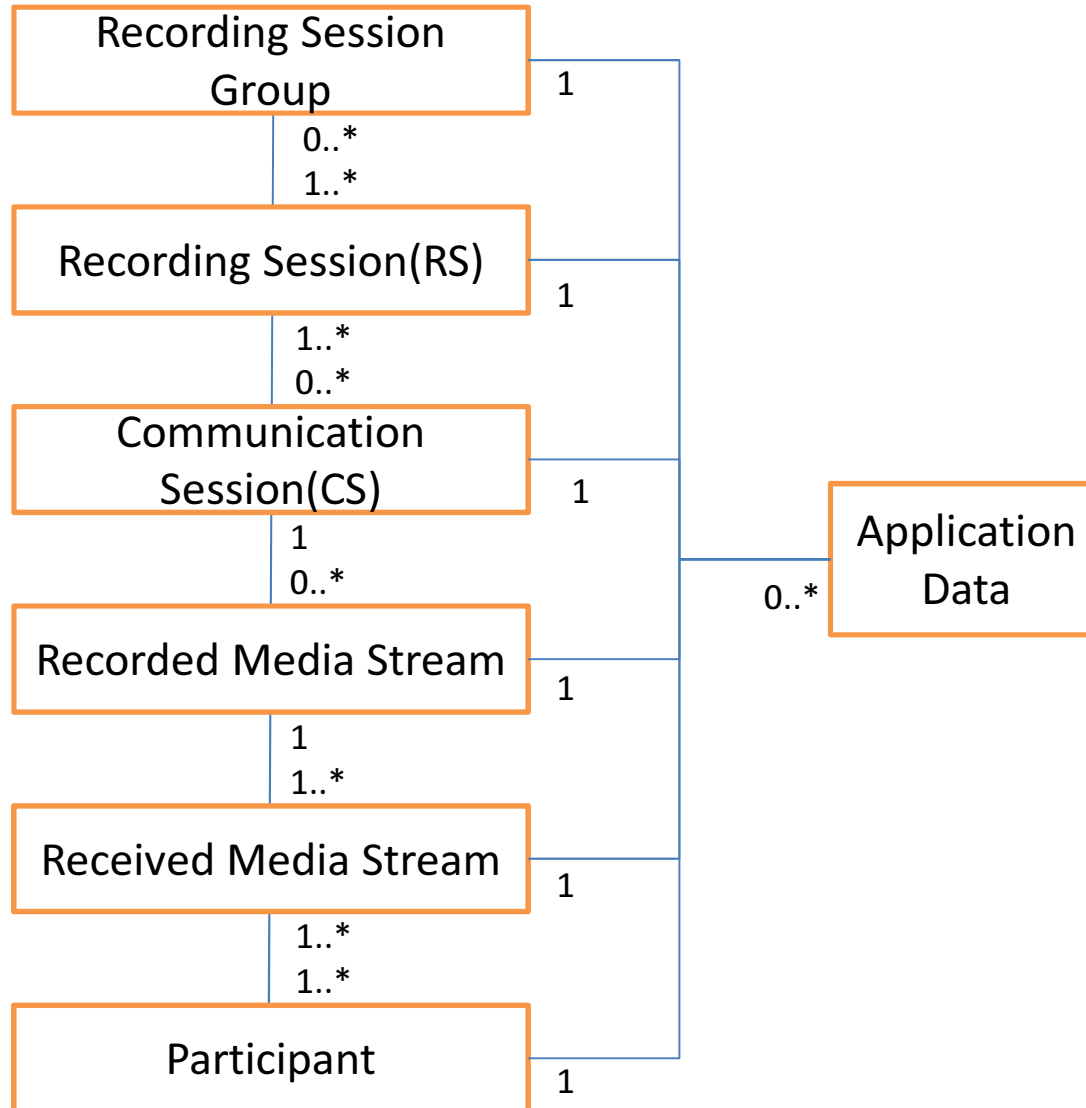 Recording Session
Group
1
0..*
1..*
Recording Session(RS)
1
1..*
0..*
Communication
Session(CS)
1
1
0..*
Application
Data
0..*
Recorded Media Stream
1
1
1..*
Received Media Stream
1
1..*
1..*
Participant
1